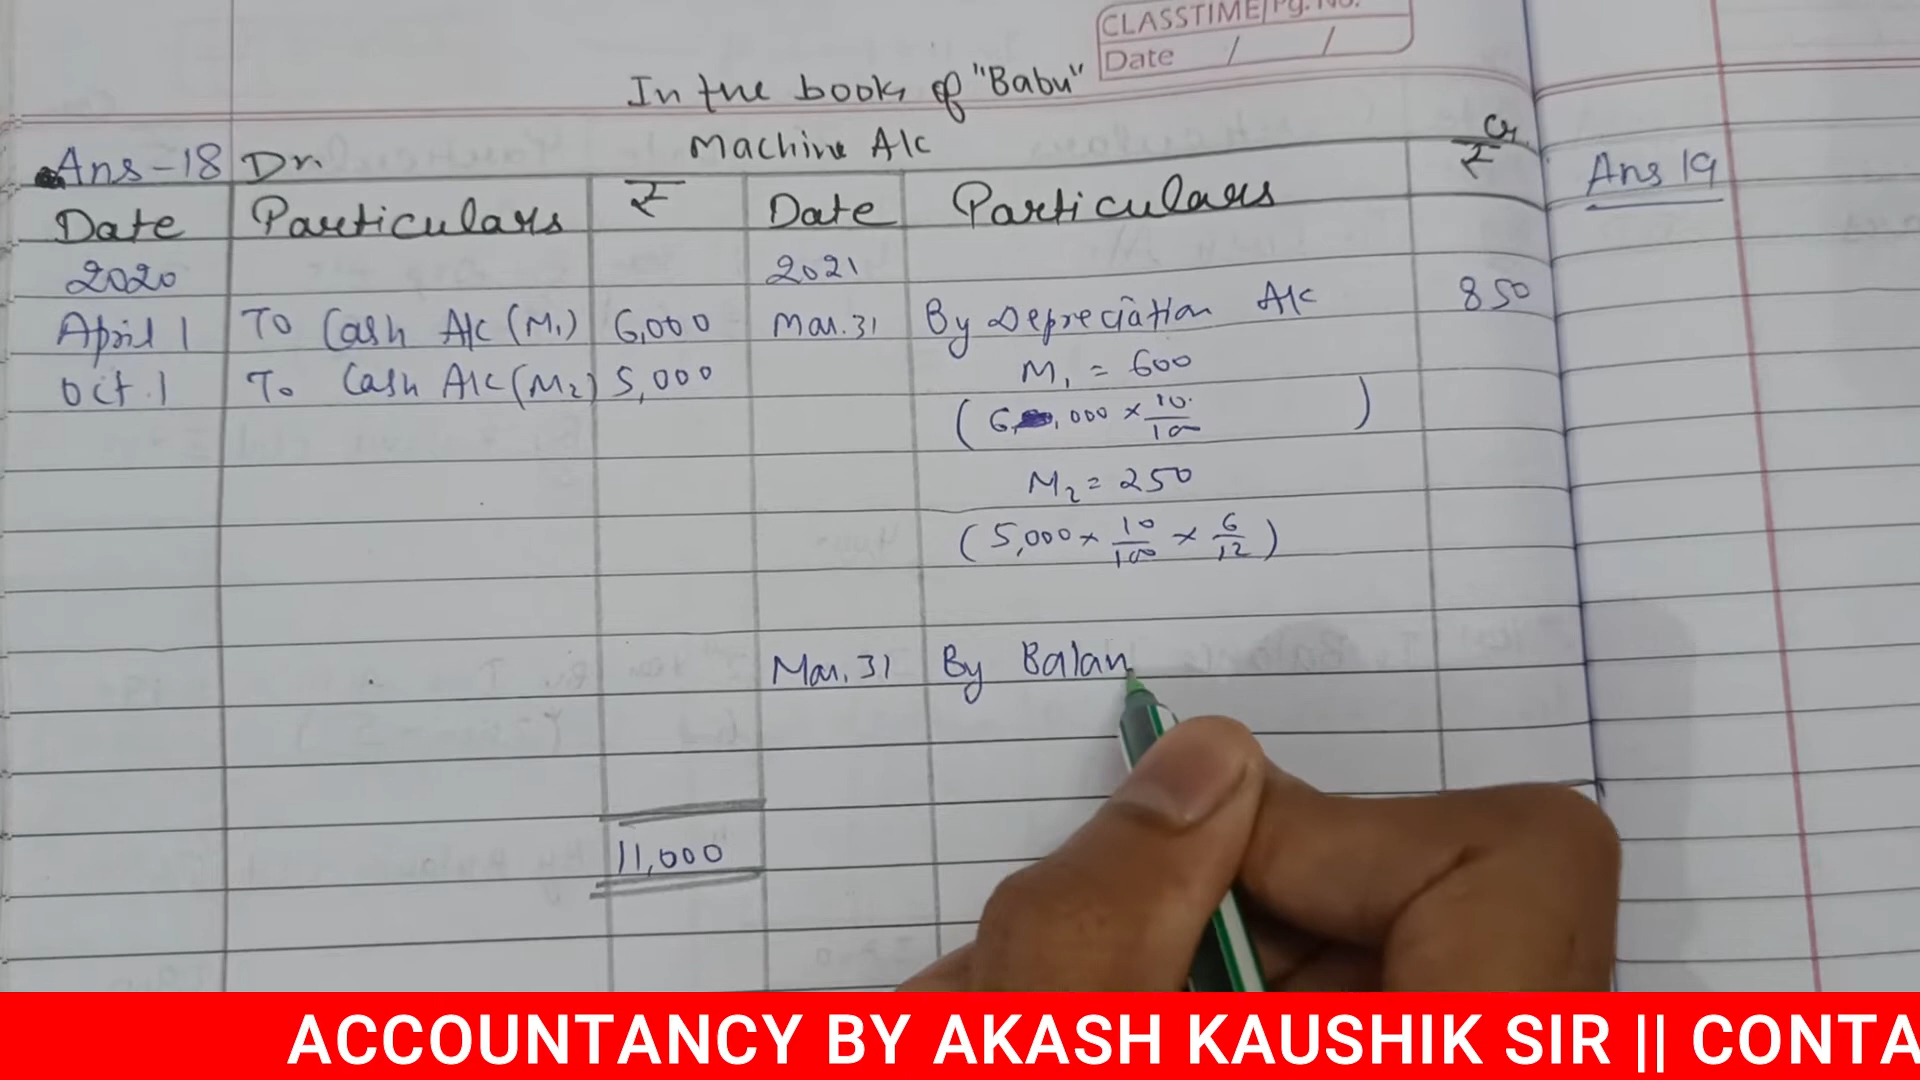 CLASSTIME Pg. No.
Date / /
In the book of "Babu"
Machine A/c
Ans-18 Dr. Cr.
Date Particulars ₹ Date Particulars ₹
2020 2021
April 1 To Cash A/c (M₁) 6,000 Mar. 31 By Depreciation A/c 850
Oct. 1 To Cash A/c (M₂) 5,000 M₁ = 600
(6,000 × 10/100)
M₂ = 250
(5,000 × 10/100 × 6/12)
Mar. 31 By Balan
11,000
Ans 19
ACCOUNTANCY BY AKASH KAUSHIK SIR || CONTA